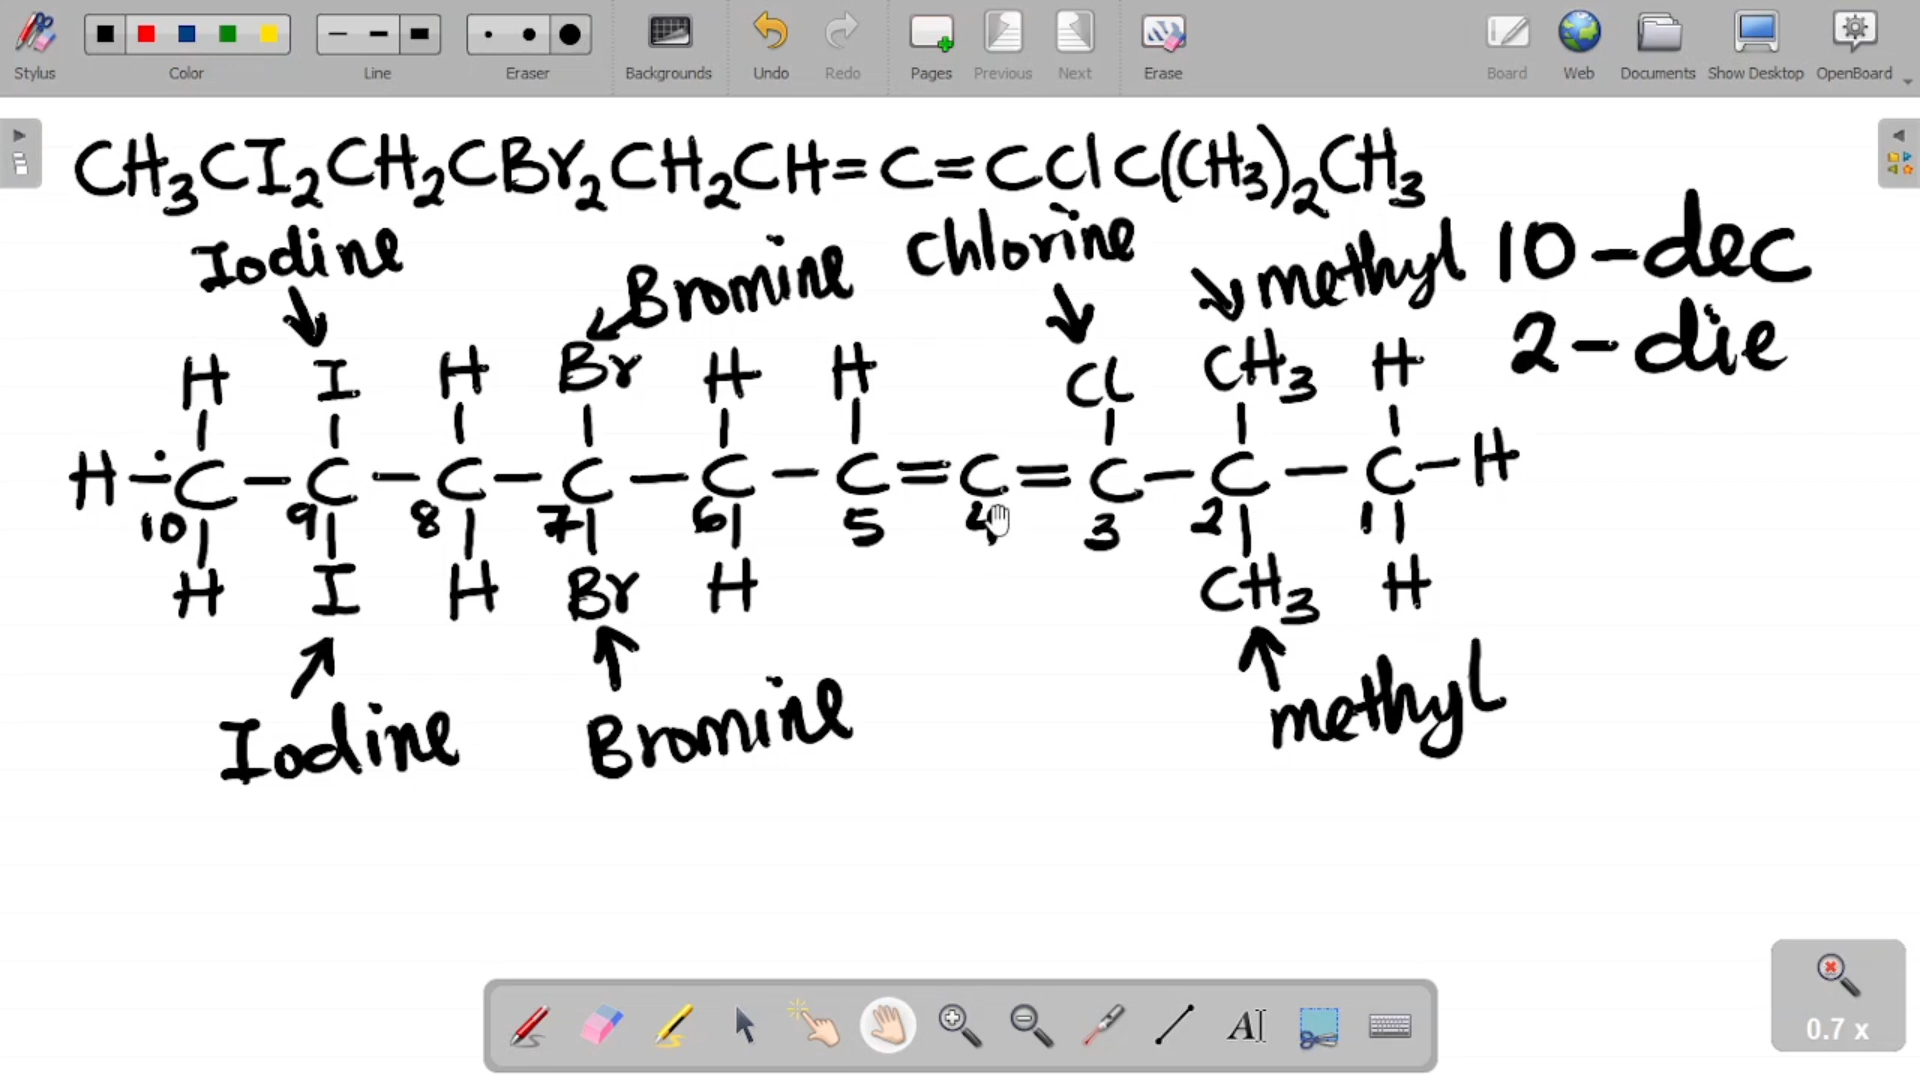 Stylus Color Line Eraser Backgrounds Undo Redo Pages Previous Next Erase Board Web Documents Show Desktop OpenBoard
CH₃CI₂CH₂CBr₂CH₂CH=C=CClC(CH₃)₂CH₃
Iodine Bromine Chlorine methyl 10-dec
2-die
H I H Br H H Cl CH₃ H
H-C-C-C-C-C-C=C=C-C-C-H
10 9 8 7 6 5 4 3 2 1
H I H Br H CH₃ H
Iodine Bromine methyl
0.7 x